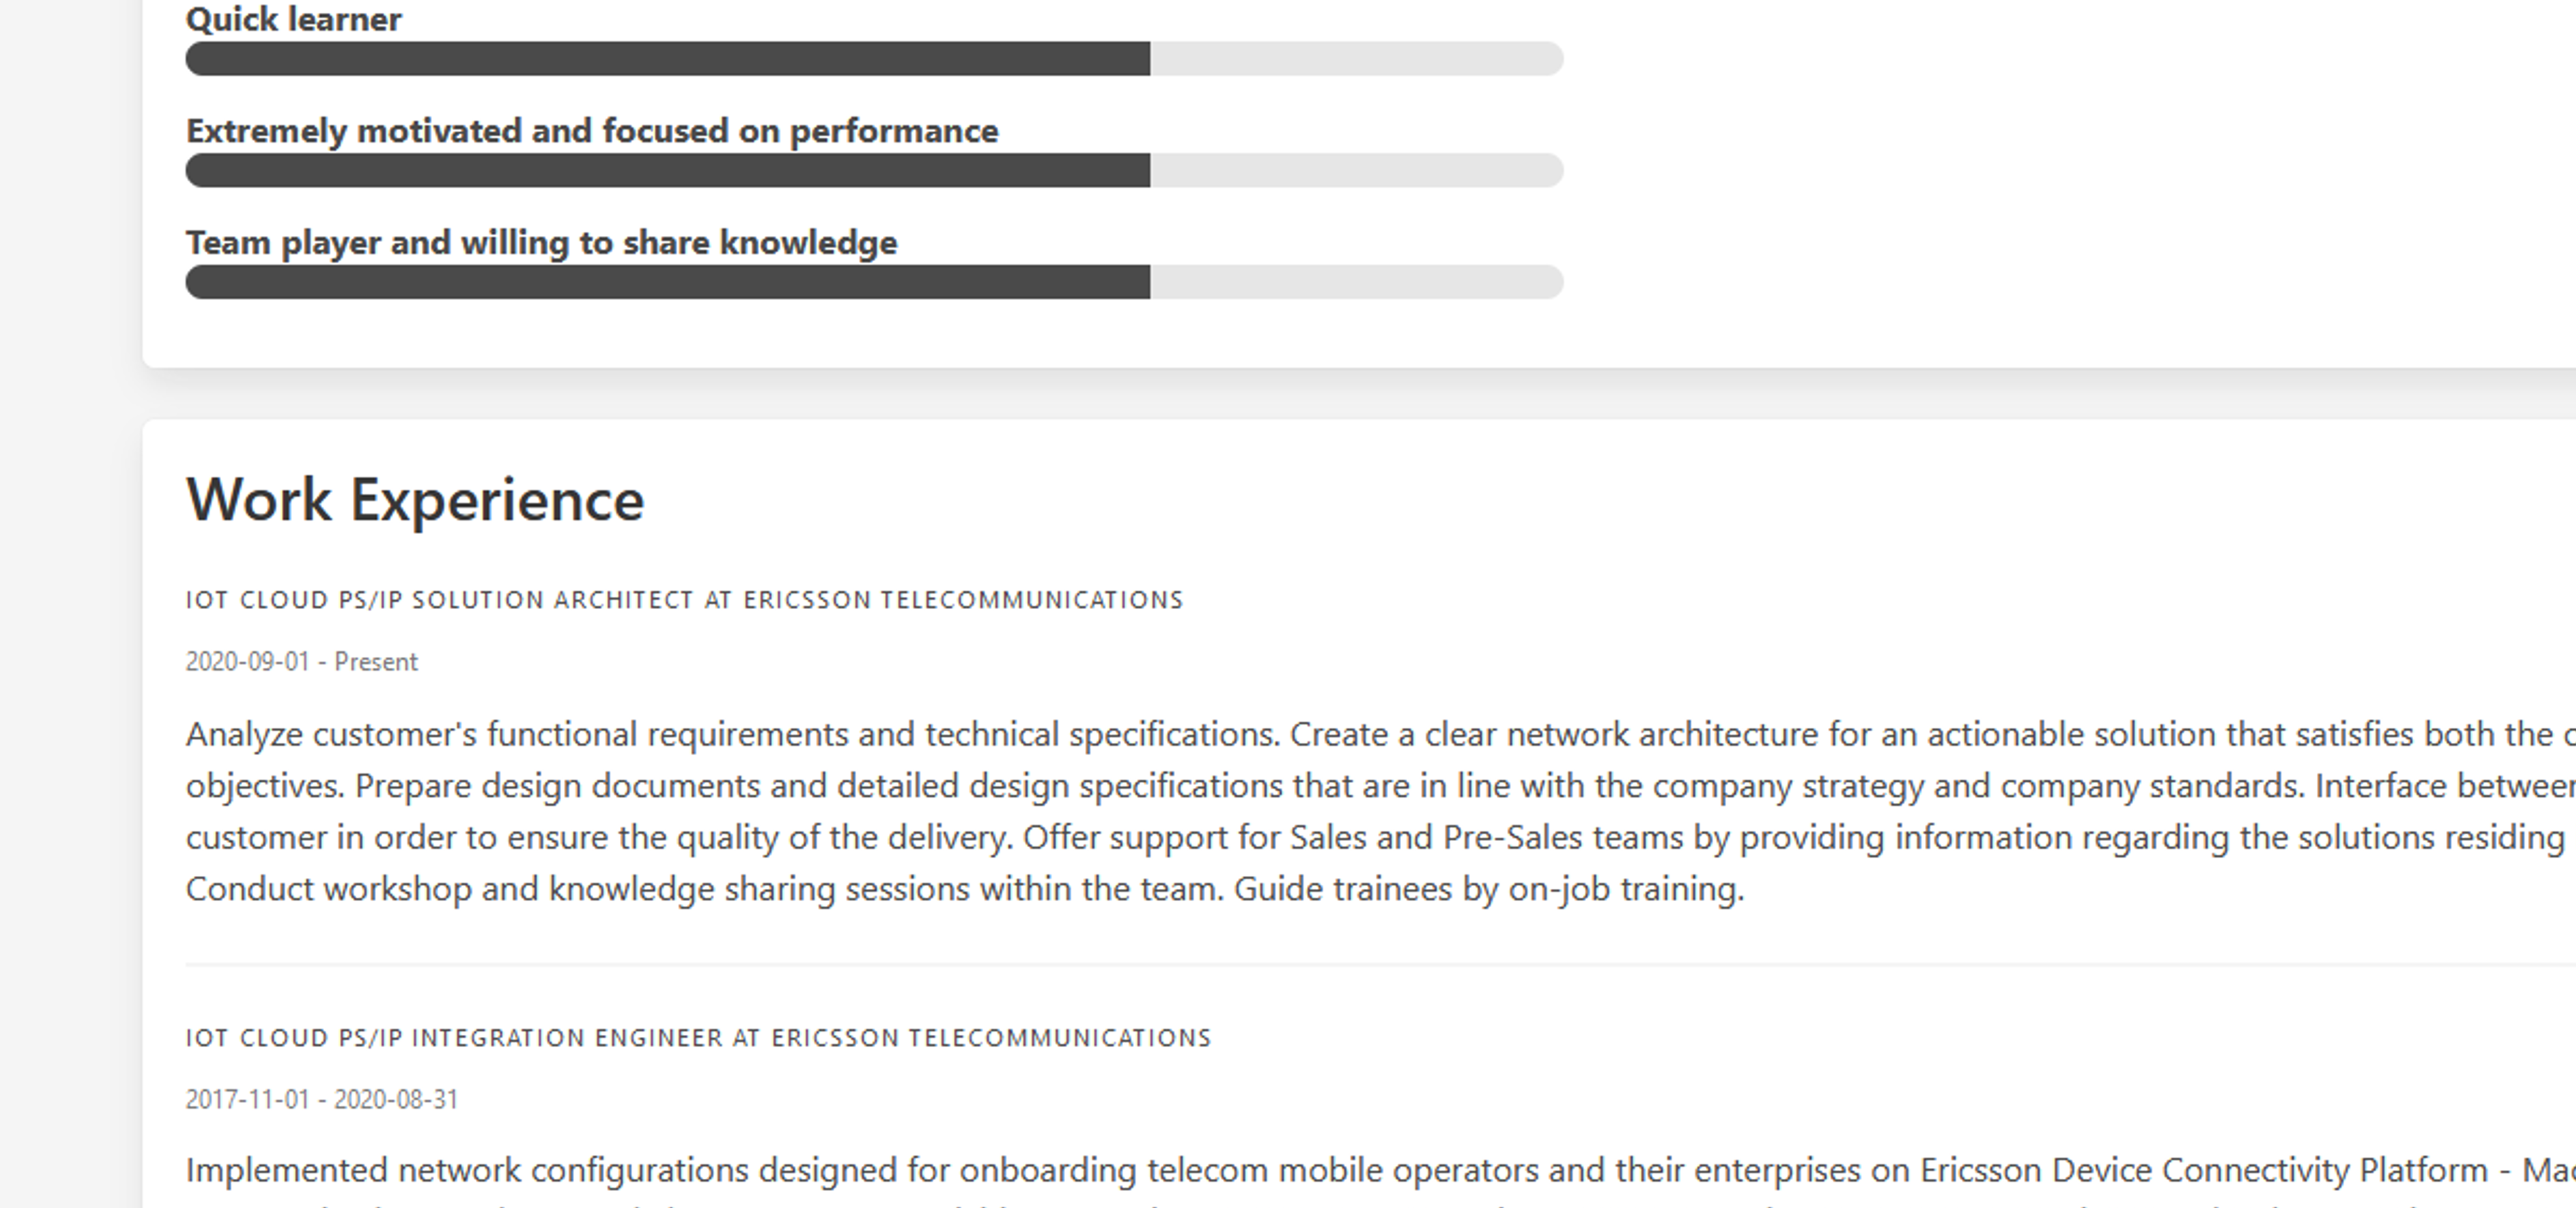 Quick learner
Extremely motivated and focused on performance
Team player and willing to share knowledge
Work Experience
IOT CLOUD PS/IP SOLUTION ARCHITECT AT ERICSSON TELECOMMUNICATIONS
2020-09-01 - Present
Analyze customer's functional requirements and technical specifications. Create a clear network architecture for an actionable solution that satisfies both the
objectives. Prepare design documents and detailed design specifications that are in line with the company strategy and company standards. Interface between
customer in order to ensure the quality of the delivery. Offer support for Sales and Pre-Sales teams by providing information regarding the solutions residing
Conduct workshop and knowledge sharing sessions within the team. Guide trainees by on-job training.
IOT CLOUD PS/IP INTEGRATION ENGINEER AT ERICSSON TELECOMMUNICATIONS
2017-11-01 - 2020-08-31
Implemented network configurations designed for onboarding telecom mobile operators and their enterprises on Ericsson Device Connectivity Platform -